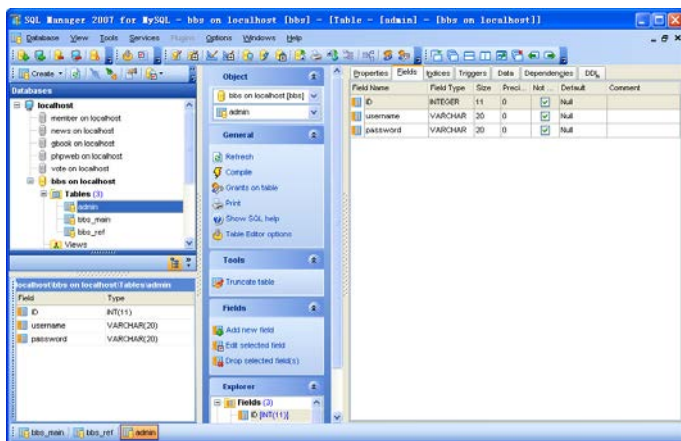 SQL Manager 2007 for MySQL - bbs on localhost [bbs] - [Table - [admin] - [bbs on localhost]]
Database View Tools Services Plugins Options Windows Help
Create
Databases
localhost
member on localhost
news on localhost
gbook on localhost
phpweb on localhost
vote on localhost
bbs on localhost
Tables (3)
admin
bbs_main
bbs_ref
Views
localhost\bbs on localhost\Tables\admin
Field Type
ID INT(11)
username VARCHAR(20)
password VARCHAR(20)
Object
bbs on localhost [bbs]
admin
General
Refresh
Compile
Grants on table
Print
Show SQL help
Table Editor options
Tools
Truncate table
Fields
Add new field
Edit selected field
Drop selected field(s)
Explorer
Fields (3)
ID [INT(11)]
Properties Fields Indices Triggers Data Dependencies DDL
Field Name Field Type Size Preci... Not ... Default Comment
ID INTEGER 11 0 Null
username VARCHAR 20 0 Null
password VARCHAR 20 0 Null
bbs_main bbs_ref admin